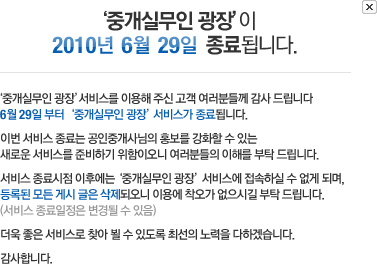 ‘중개실무인 광장’이
2010년 6월 29일 종료됩니다.
‘중개실무인 광장’ 서비스를 이용해 주신 고객 여러분들께 감사 드립니다
6월 29일 부터 ‘중개실무인 광장’ 서비스가 종료됩니다.
이번 서비스 종료는 공인중개사님의 홍보를 강화할 수 있는
새로운 서비스를 준비하기 위함이오니 여러분들의 이해를 부탁 드립니다.
서비스 종료시점 이후에는 ‘중개실무인 광장’ 서비스에 접속하실 수 없게 되며,
등록된 모든 게시 글은 삭제되오니 이용에 착오가 없으시길 부탁 드립니다.
(서비스 종료일정은 변경될 수 있음)
더욱 좋은 서비스로 찾아 뵐 수 있도록 최선의 노력을 다하겠습니다.
감사합니다.